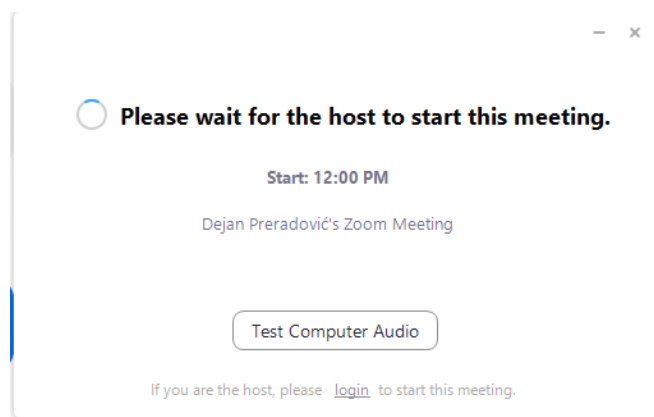 Please wait for the host to start this meeting.
Start: 12:00 PM
Dejan Preradović's Zoom Meeting
Test Computer Audio
If you are the host, please login to start this meeting.